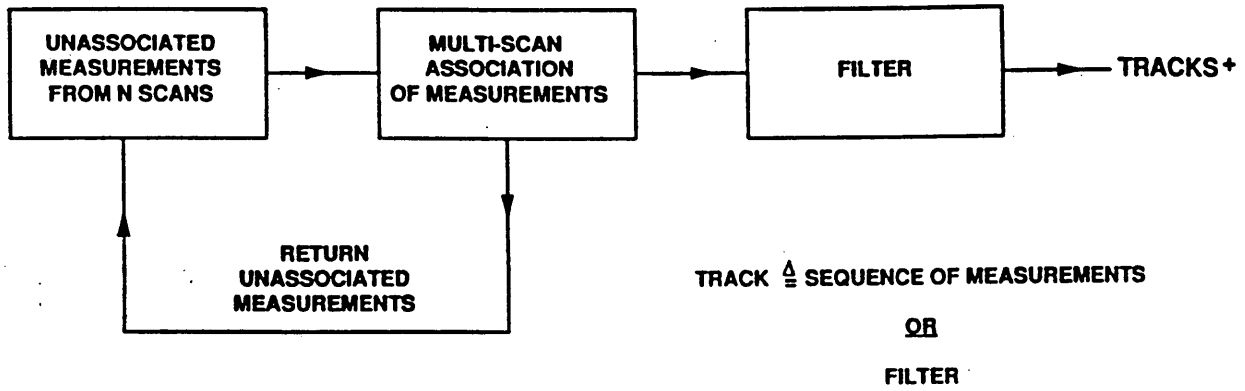 UNASSOCIATED
MEASUREMENTS
FROM N SCANS
MULTI-SCAN
ASSOCIATION
OF MEASUREMENTS
FILTER
TRACKS+
RETURN
UNASSOCIATED
MEASUREMENTS
TRACK ≜ SEQUENCE OF MEASUREMENTS
OR
FILTER